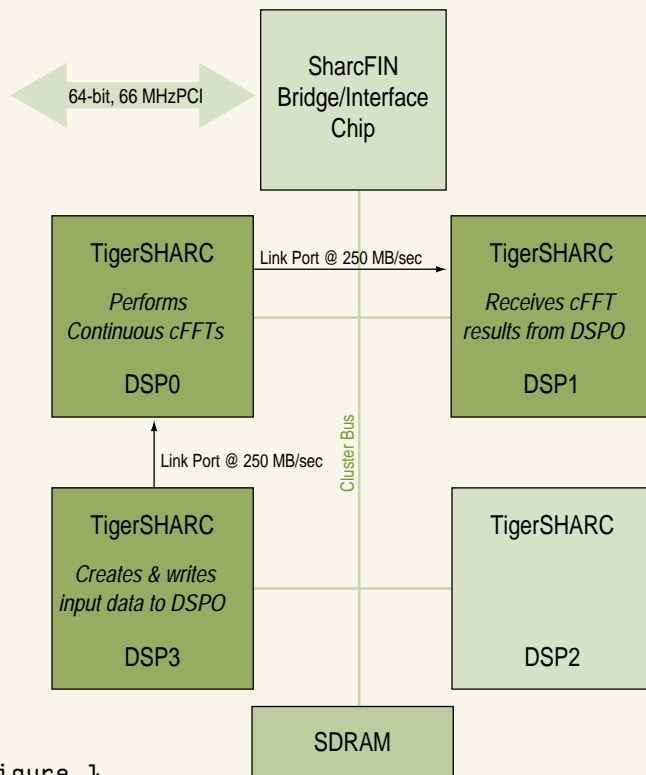 SharcFIN
Bridge/Interface
Chip
64-bit, 66 MHzPCI
TigerSHARC
Performs
Continuous cFFTs
DSP0
Link Port @ 250 MB/sec
TigerSHARC
Receives cFFT
results from DSPO
DSP1
Cluster Bus
Link Port @ 250 MB/sec
TigerSHARC
Creates & writes
input data to DSPO
DSP3
TigerSHARC
DSP2
SDRAM
igure 1